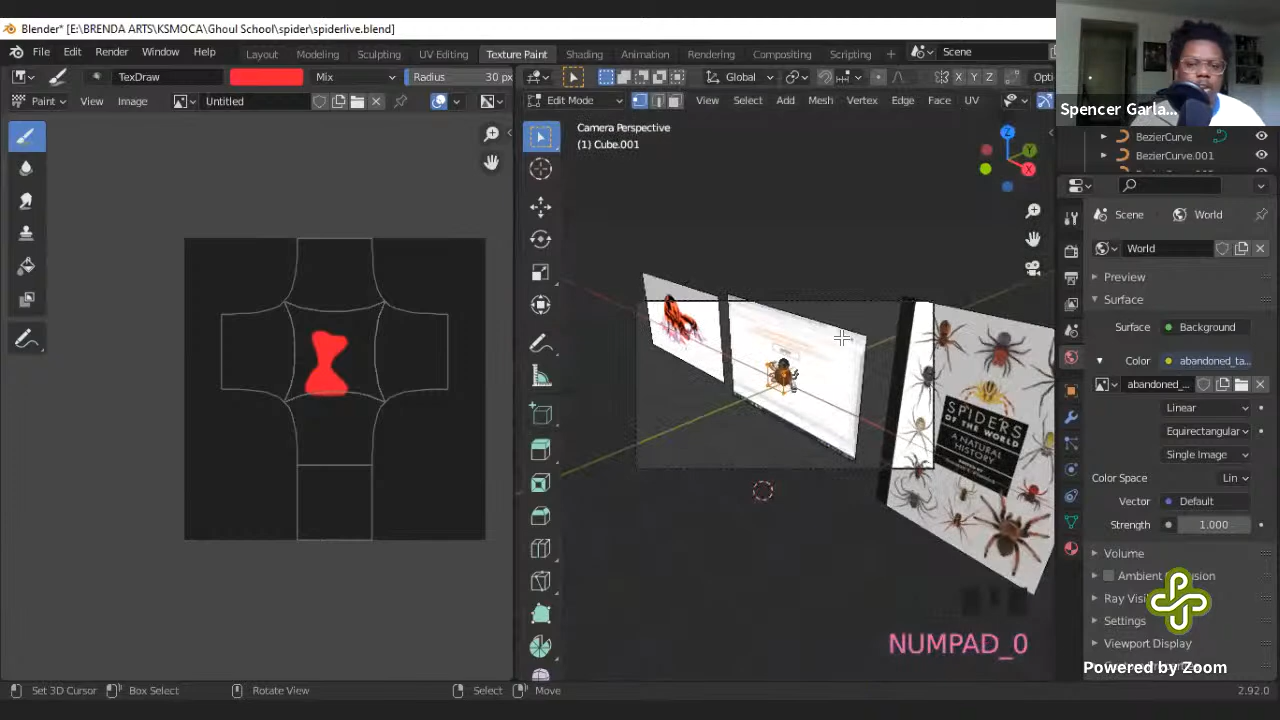 Blender* [E:\BRENDA ARTS\KSMOCA\Ghoul School\spider\spiderlive.blend]
File Edit Render Window Help Layout Modeling Sculpting UV Editing Texture Paint Shading Animation Rendering Compositing Scripting Scene
TexDraw Mix Radius 30 px Global X Y Z Opti
Paint View Image Untitled Edit Mode View Select Add Mesh Vertex Edge Face UV
Spencer Garla...
Camera Perspective
(1) Cube.001
Z
Y
X
BezierCurve
BezierCurve.001
Scene World
World
Preview
Surface
Surface: Background
Color abandoned_ta...
abandoned_...
Linear
Equirectangular
Single Image
Color Space Lin
Vector Default
Strength 1.000
Volume
Ambient Occlusion
Ray Visi
Settings
Viewport Display
SPIDERS
OF THE WORLD
A NATURAL
HISTORY
NUMPAD_0
Powered by Zoom
Set 3D Cursor Box Select Rotate View Select Move 2.92.0